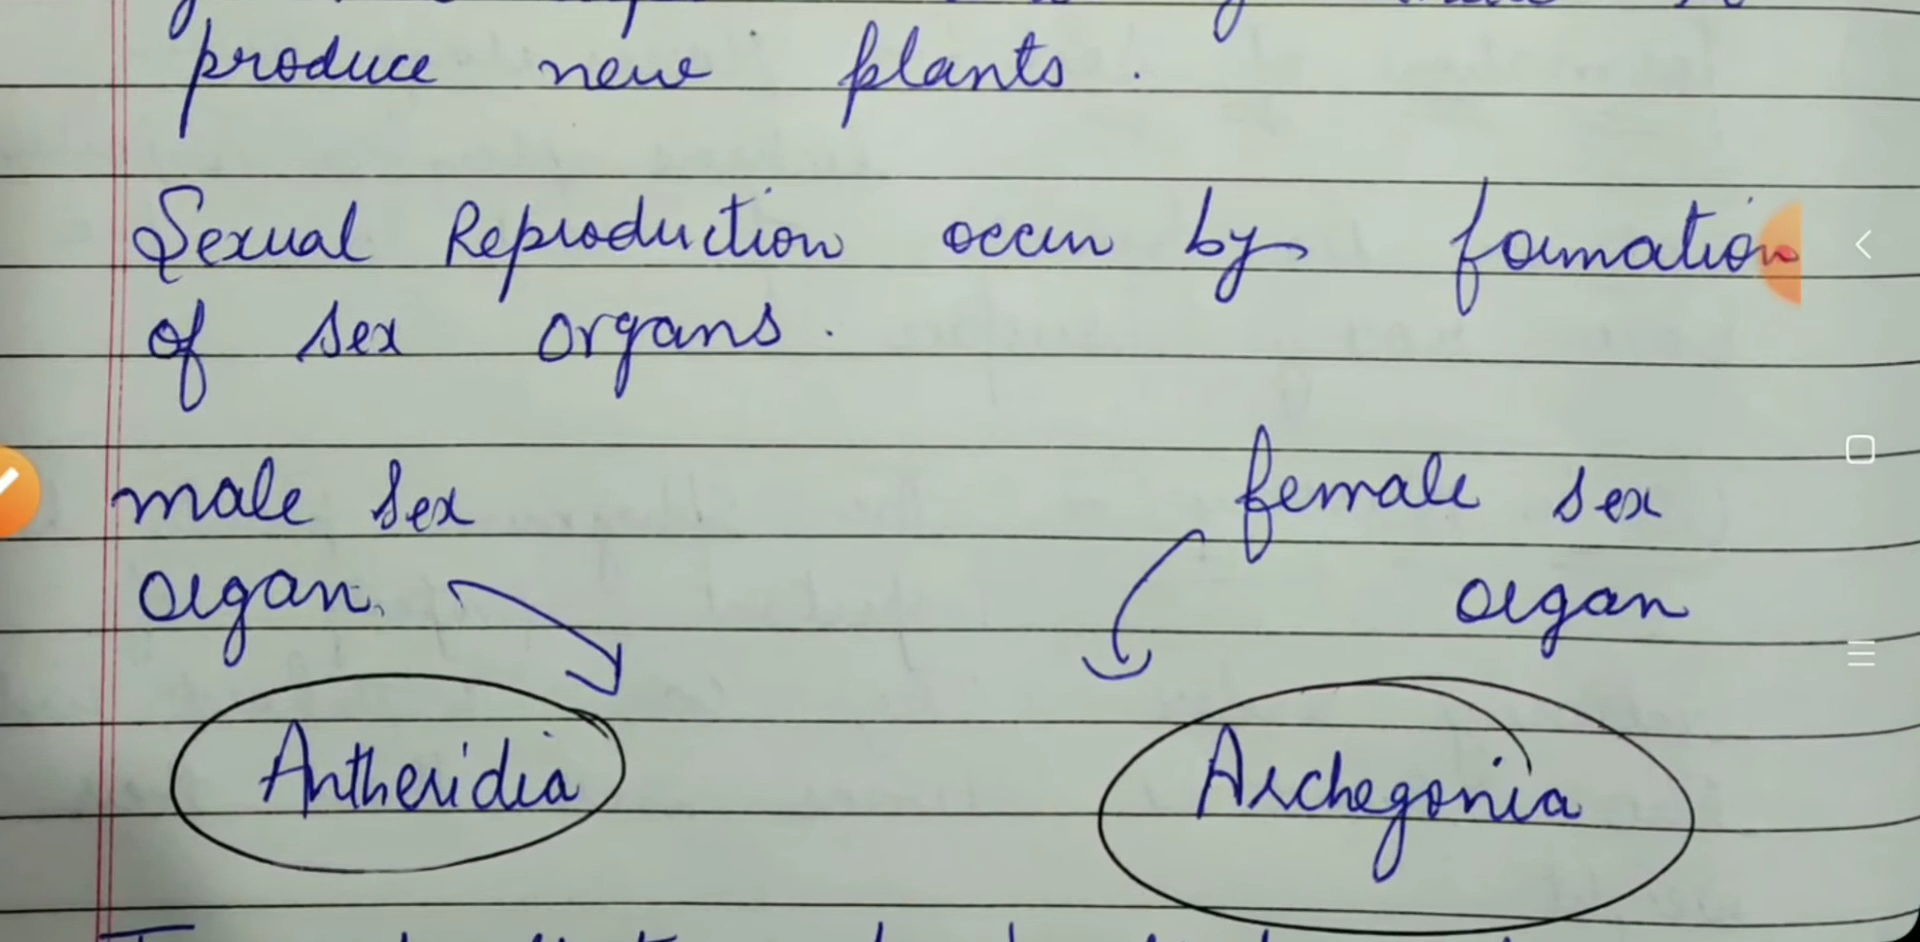 produce new plants.
Sexual Reproduction occur by formation
of sex organs.
male sex
organ.
female sex
organ
Antheridia
Archegonia